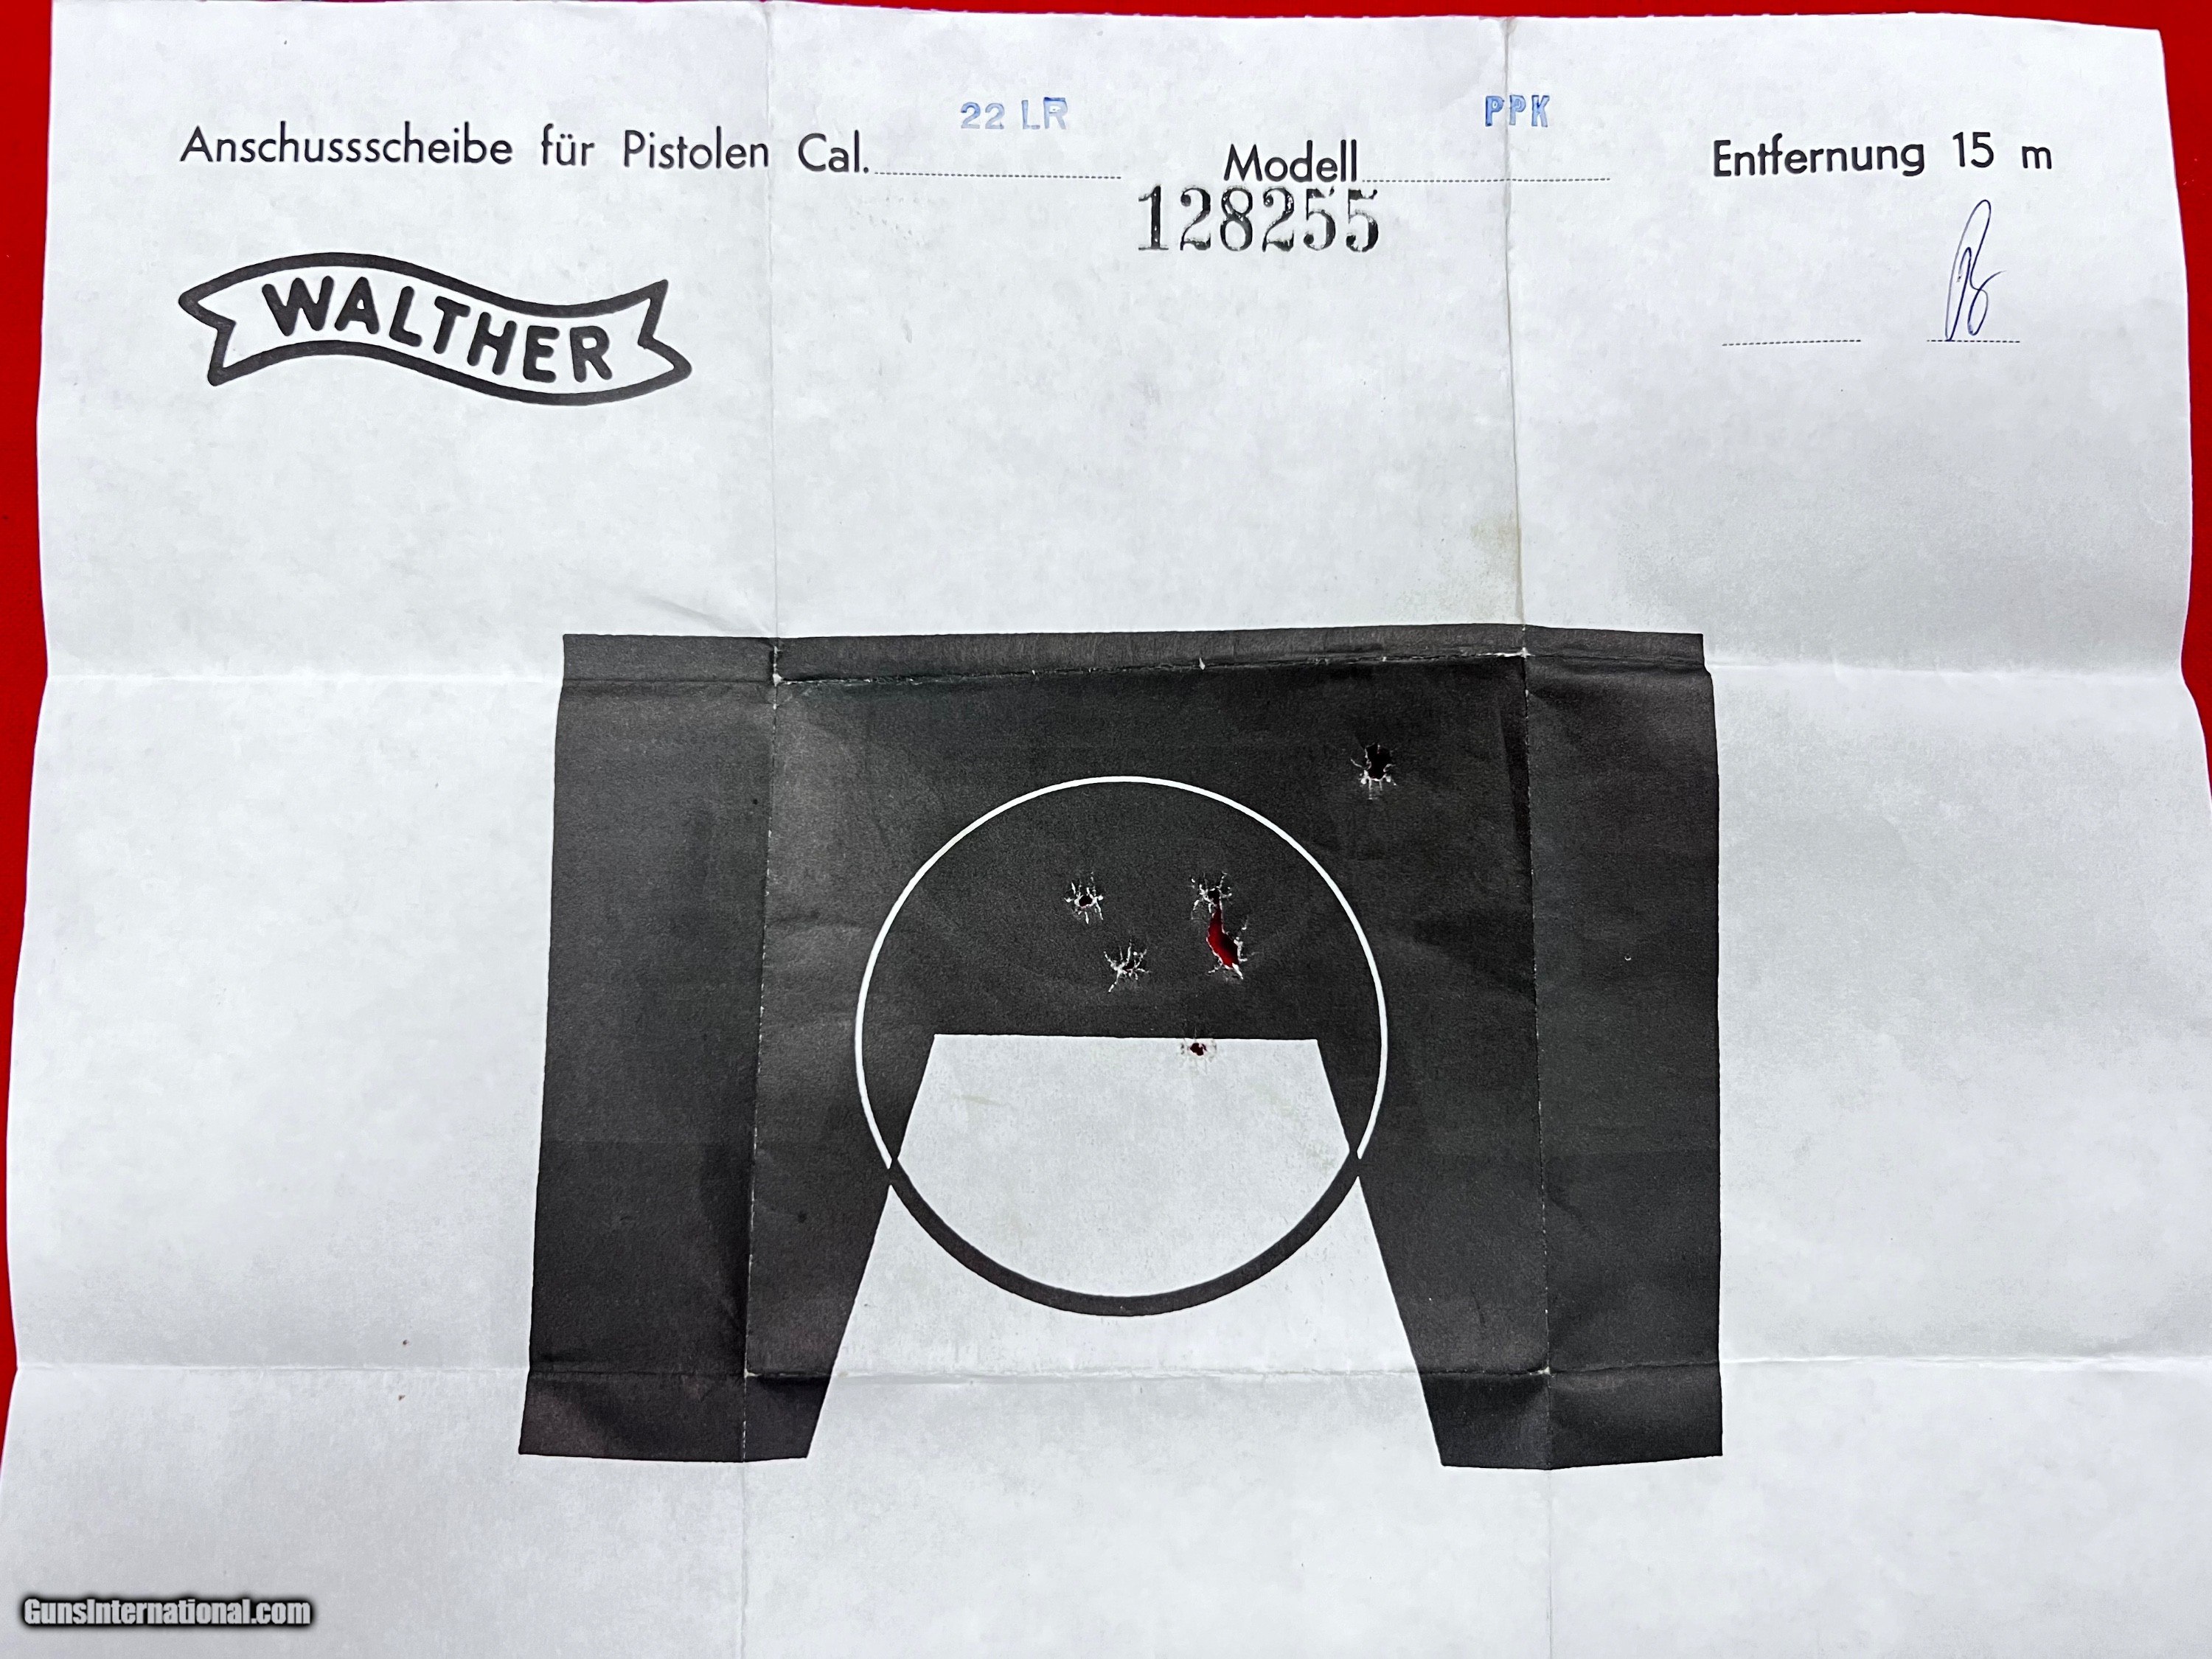 22 LR PPK
Anschussscheibe für Pistolen Cal. Modell Entfernung 15 m
128255
WALTHER
GunsInternational.com